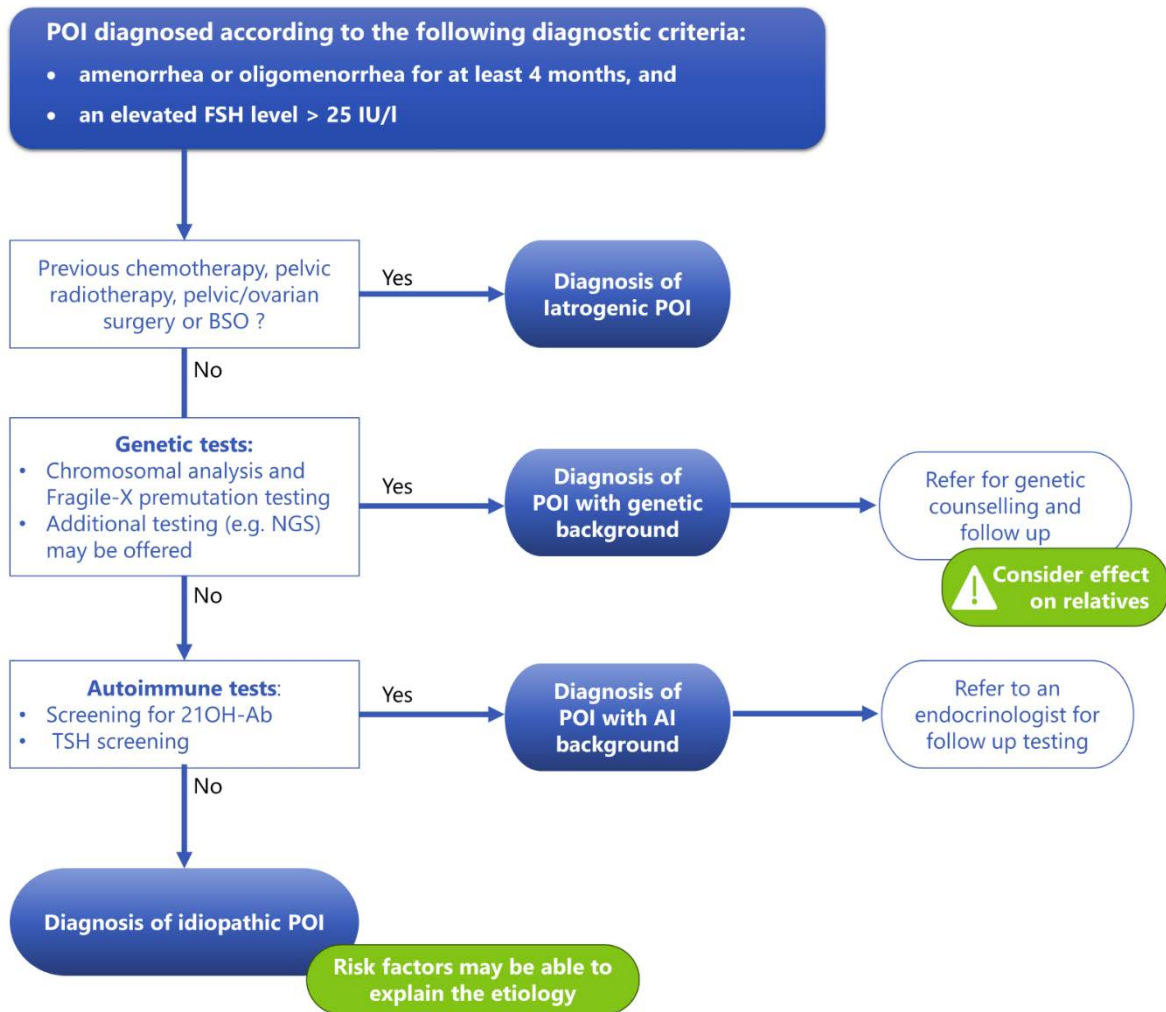 POI diagnosed according to the following diagnostic criteria:
• amenorrhea or oligomenorrhea for at least 4 months, and
• an elevated FSH level > 25 IU/l
Previous chemotherapy, pelvic
radiotherapy, pelvic/ovarian
surgery or BSO ?
Yes
Diagnosis of
Iatrogenic POI
No
Genetic tests:
• Chromosomal analysis and
Fragile-X premutation testing
• Additional testing (e.g. NGS)
may be offered
Yes
Diagnosis of
POI with genetic
background
Refer for genetic
counselling and
follow up
Consider effect
on relatives
No
Autoimmune tests:
• Screening for 21OH-Ab
• TSH screening
Yes
Diagnosis of
POI with AI
background
Refer to an
endocrinologist for
follow up testing
No
Diagnosis of idiopathic POI
Risk factors may be able to
explain the etiology